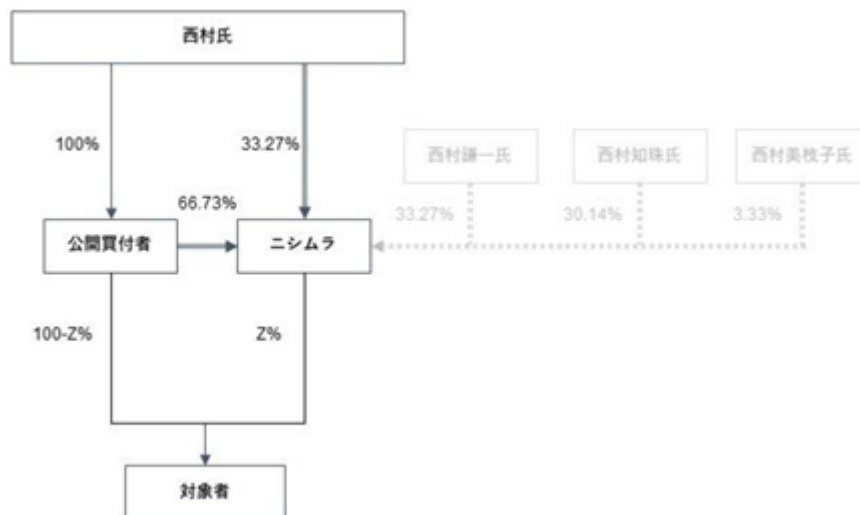 西村氏
100%
33.27%
西村謙一氏
西村知珠氏
西村美枝子氏
66.73%
33.27%
30.14%
3.33%
公開買付者
ニシムラ
100-Z%
Z%
対象者